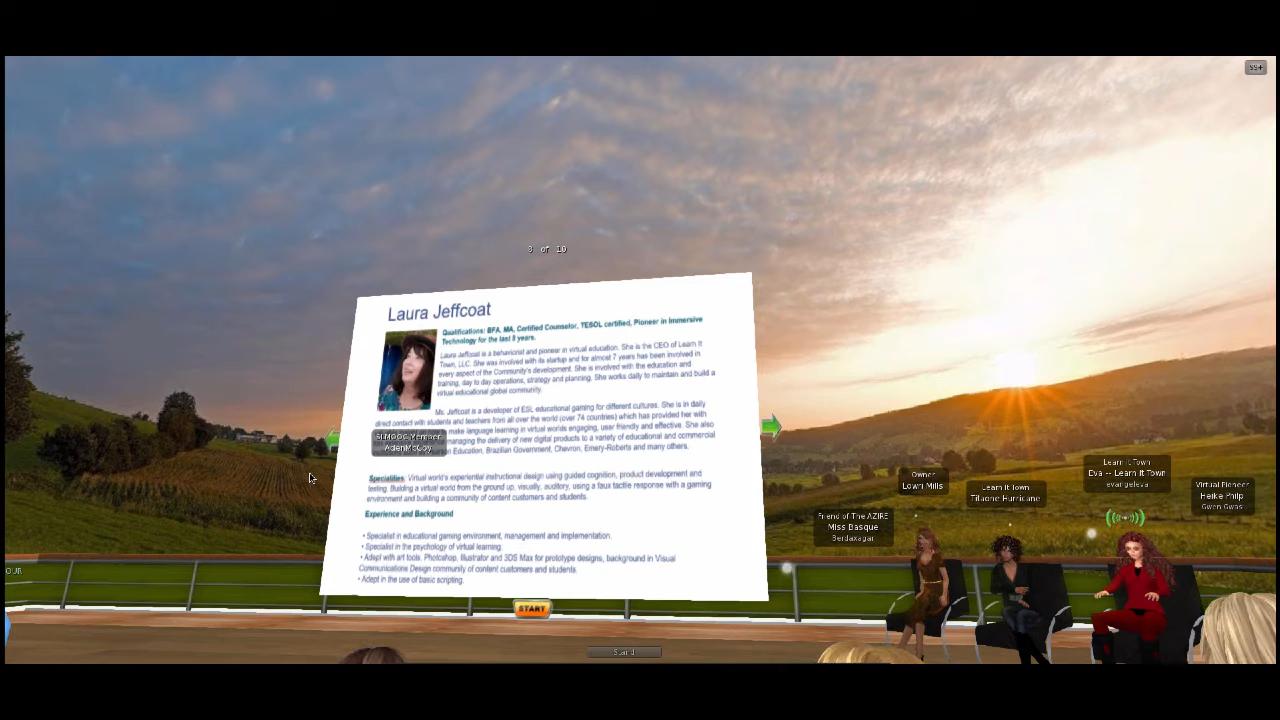 SS+
3 of 10
Laura Jeffcoat
Qualifications: BFA, MA, Certified Counselor, TESOL certified, Pioneer in Immersive
Technology for the last 8 years.
Laura Jeffcoat is a behaviorist and pioneer in virtual education. She is the CEO of Learn It
Town, LLC. She was involved with its startup and for almost 7 years has been involved in
every aspect of the Community's development. She is involved with the education and
training, day to day operations, strategy and planning. She works daily to maintain and build a
virtual educational global community.
Ms. Jeffcoat is a developer of ESL educational gaming for different cultures. She is in daily
direct contact with students and teachers from all over the world (over 74 countries) which has provided her with
make language learning in virtual worlds engaging, user friendly and effective. She also
managing the delivery of new digital products to a variety of educational and commercial
Education, Brazilian Government, Chevron, Emery-Roberts and many others.
SLMOOC Member
AdenMcCoy
Specialities: Virtual world's experiential instructional design using guided cognition, product development and
testing. Building a virtual world from the ground up, visually, auditory, using a faux tactile response with a gaming
environment and building a community of content customers and students.
Experience and Background
• Specialist in educational gaming environment, management and implementation.
• Specialist in the psychology of virtual learning.
• Adept with art tools. Photoshop, Illustrator and 3DS Max for prototype designs, background in Visual
Communications Design community of content customers and students.
• Adept in the use of basic scripting.
START
Stand
OUR
Friend of The AZIRE
Miss Basque
Berdaxagar
Owner
Lown Mills
Learn It Town
Tilaone Hurricane
Learn It Town
Eva -- Learn It Town
evangeleva
Virtual Pioneer
Heike Philp
Gwen Gwasi